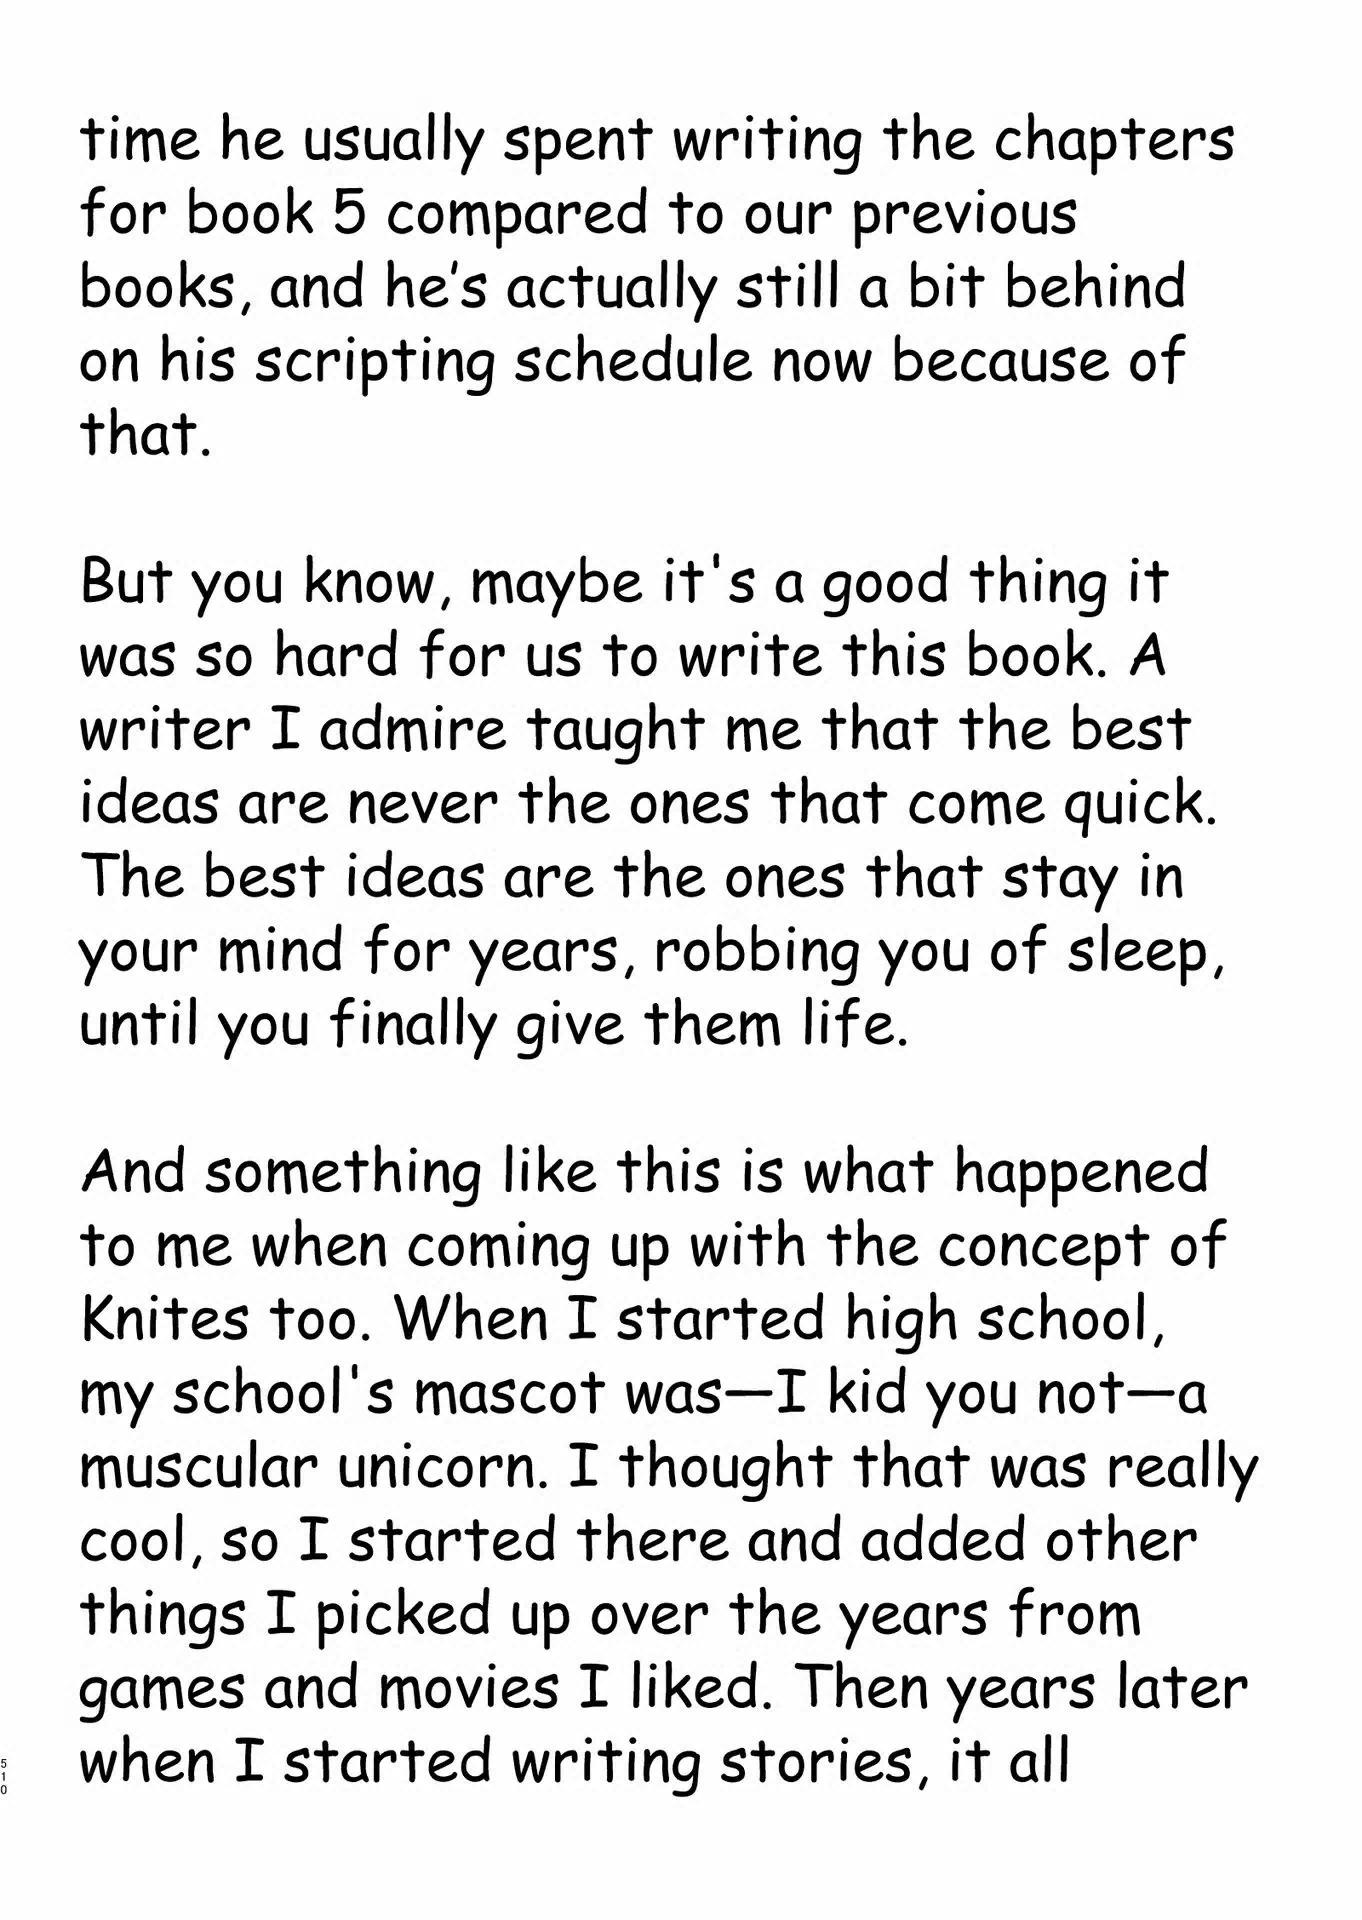 time he usually spent writing the chapters
for book 5 compared to our previous
books, and he's actually still a bit behind
on his scripting schedule now because of
that.
But you know, maybe it's a good thing it
was so hard for us to write this book. A
writer I admire taught me that the best
ideas are never the ones that come quick.
The best ideas are the ones that stay in
your mind for years, robbing you of sleep,
until you finally give them life.
And something like this is what happened
to me when coming up with the concept of
Knites too. When I started high school,
my school's mascot was—I kid you not—a
muscular unicorn. I thought that was really
cool, so I started there and added other
things I picked up over the years from
games and movies I liked. Then years later
when I started writing stories, it all
510